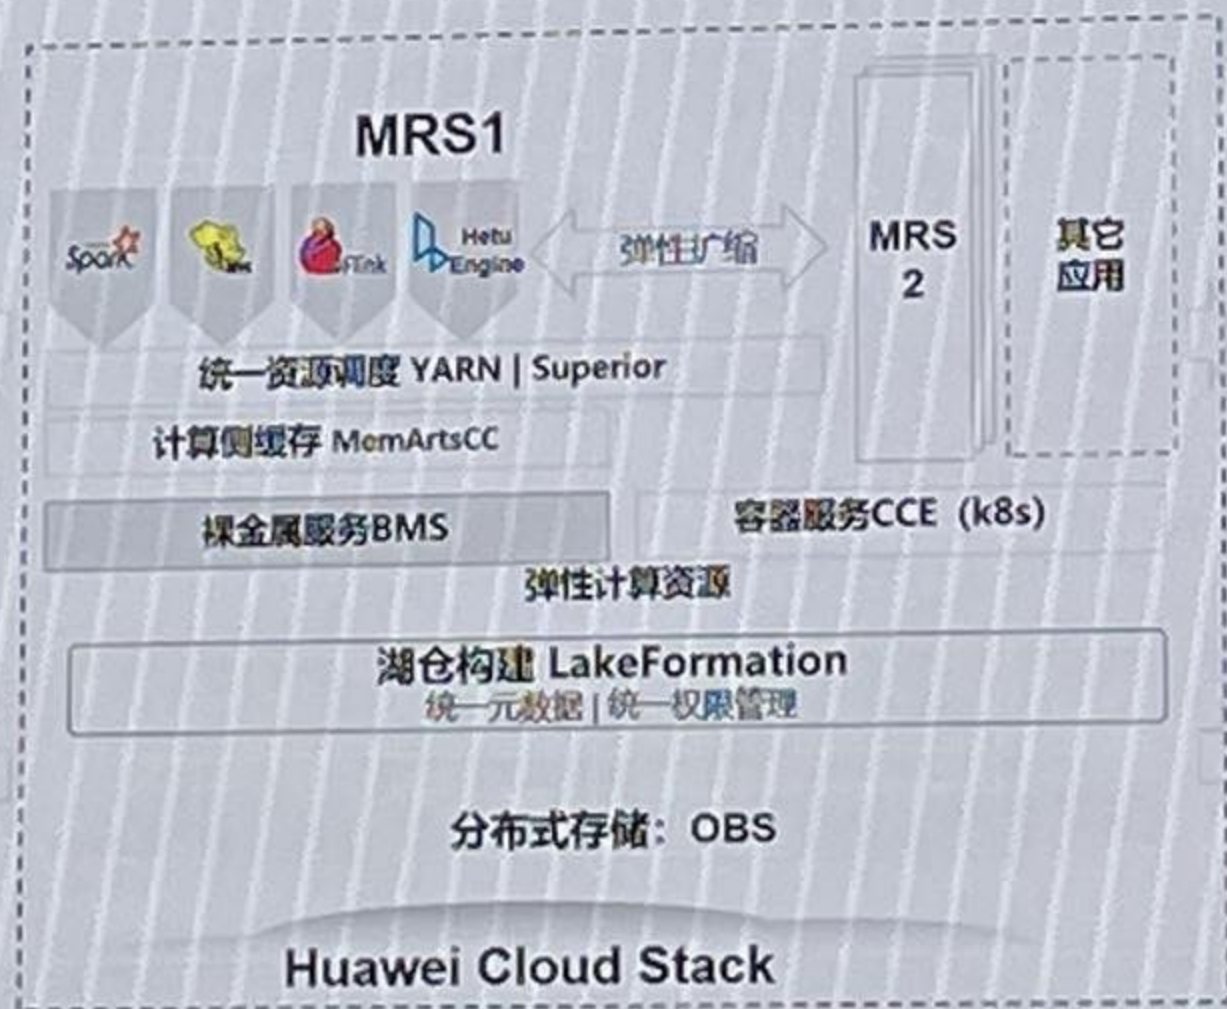 MRS1
Spark
Flink
Hetu
Engine
弹性扩缩
MRS
2
其它
应用
统一资源调度 YARN | Superior
计算侧缓存 MemArtsCC
裸金属服务BMS
容器服务CCE（k8s）
弹性计算资源
湖仓构建 LakeFormation
统一元数据 | 统一权限管理
分布式存储：OBS
Huawei Cloud Stack